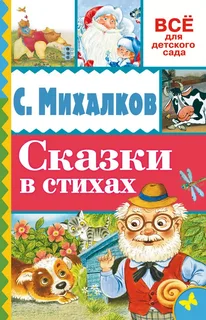 ВСЁ
для
детского
сада
С. Михалков
Сказки
в стихах